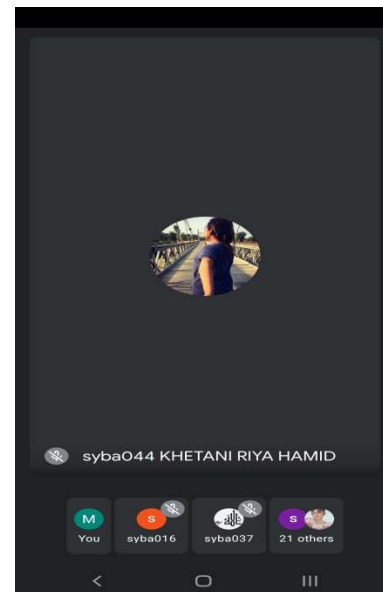 syba044 KHETANI RIYA HAMID
M
S
S
You
syba016
syba037
21 others